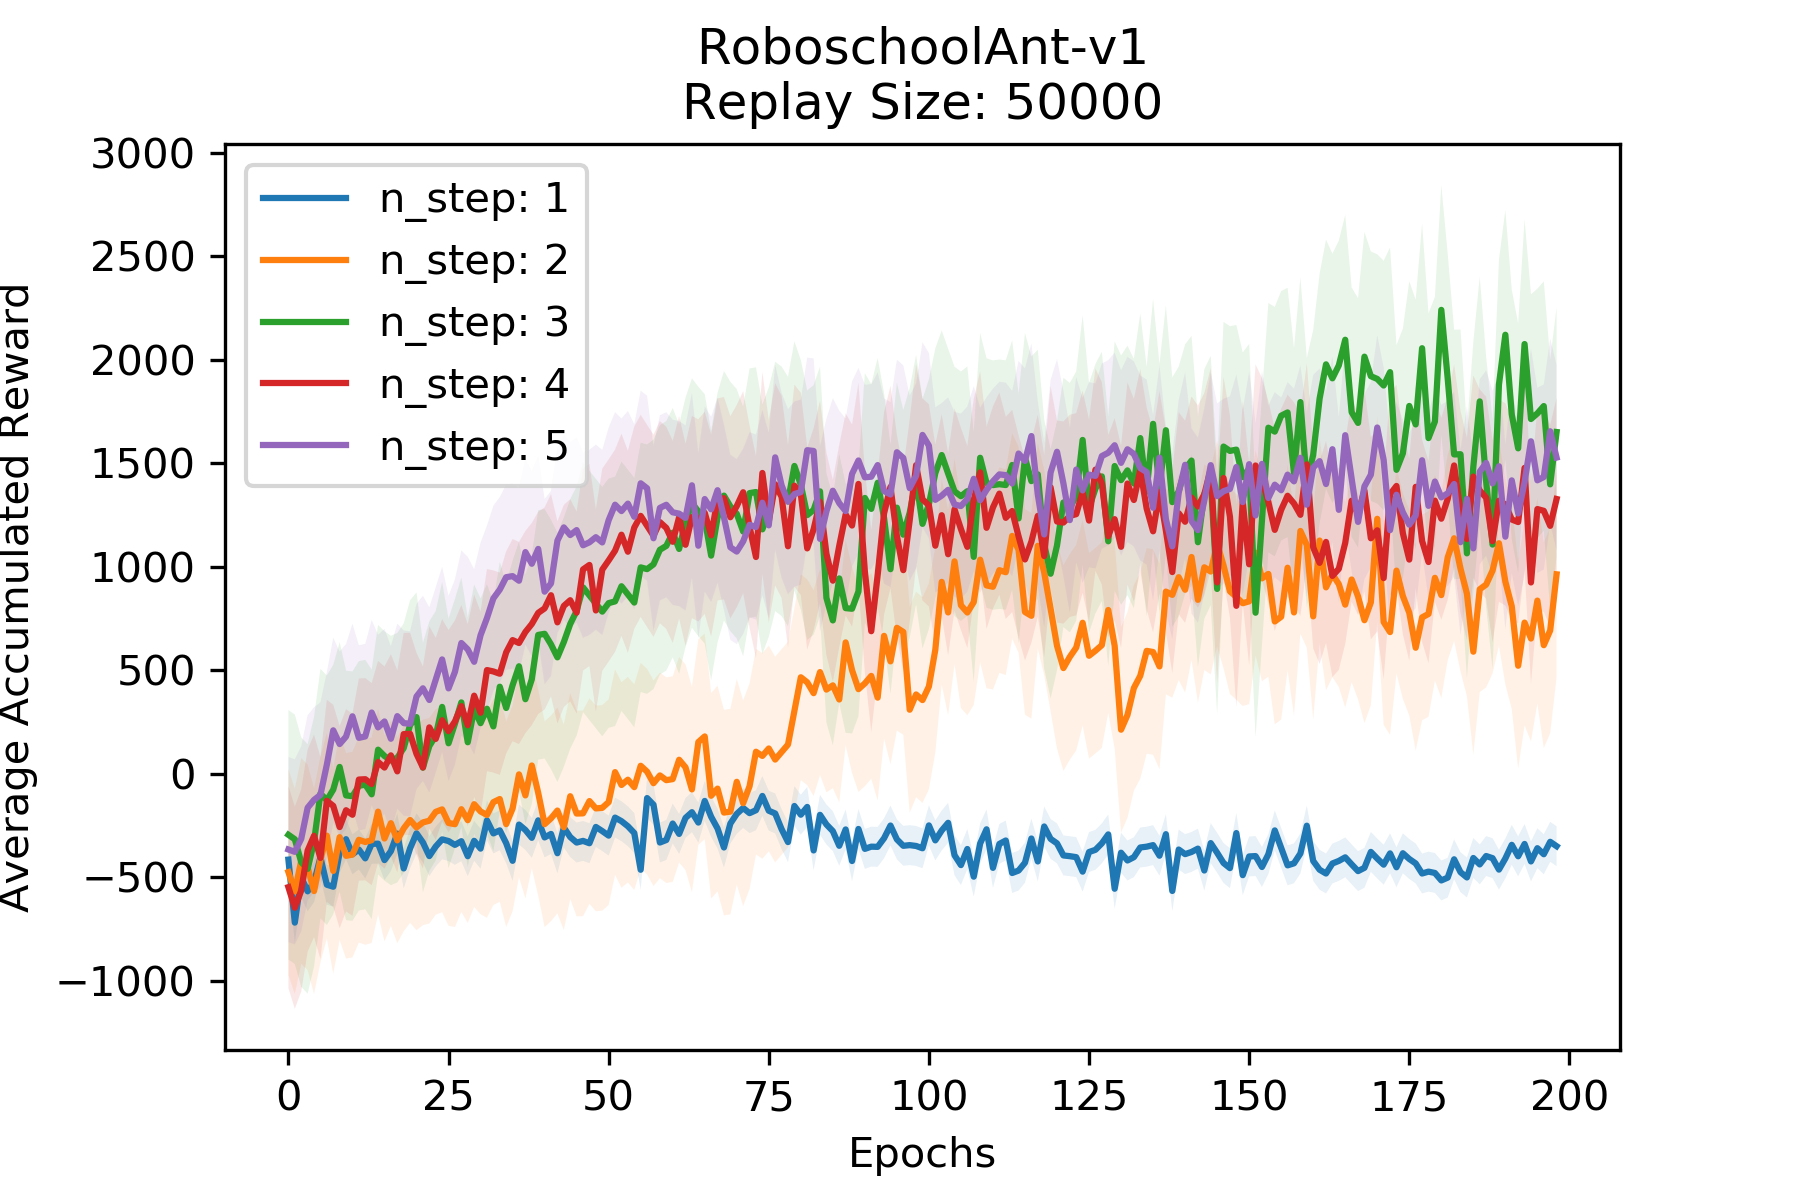 RoboschoolAnt-v1
Replay Size: 50000
Average Accumulated Reward
3000
2500
2000
1500
1000
500
0
−500
−1000
n_step: 1
n_step: 2
n_step: 3
n_step: 4
n_step: 5
0 25 50 75 100 125 150 175 200
Epochs